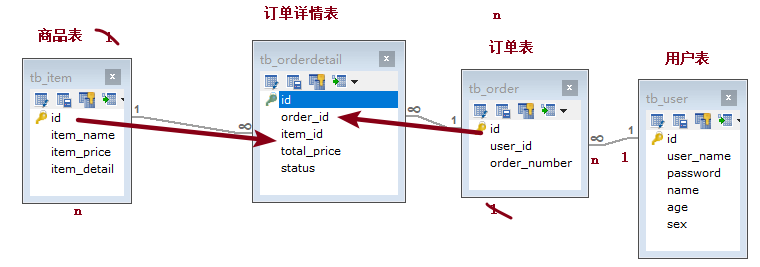 订单详情表
n
商品表
1
订单表
用户表
tb_item
x
id
item_name
item_price
item_detail
n
1
∞
tb_orderdetail
x
id
order_id
item_id
total_price
status
∞
1
tb_order
x
id
user_id
order_number
1
∞
n
1
1
tb_user
x
id
user_name
password
name
age
sex